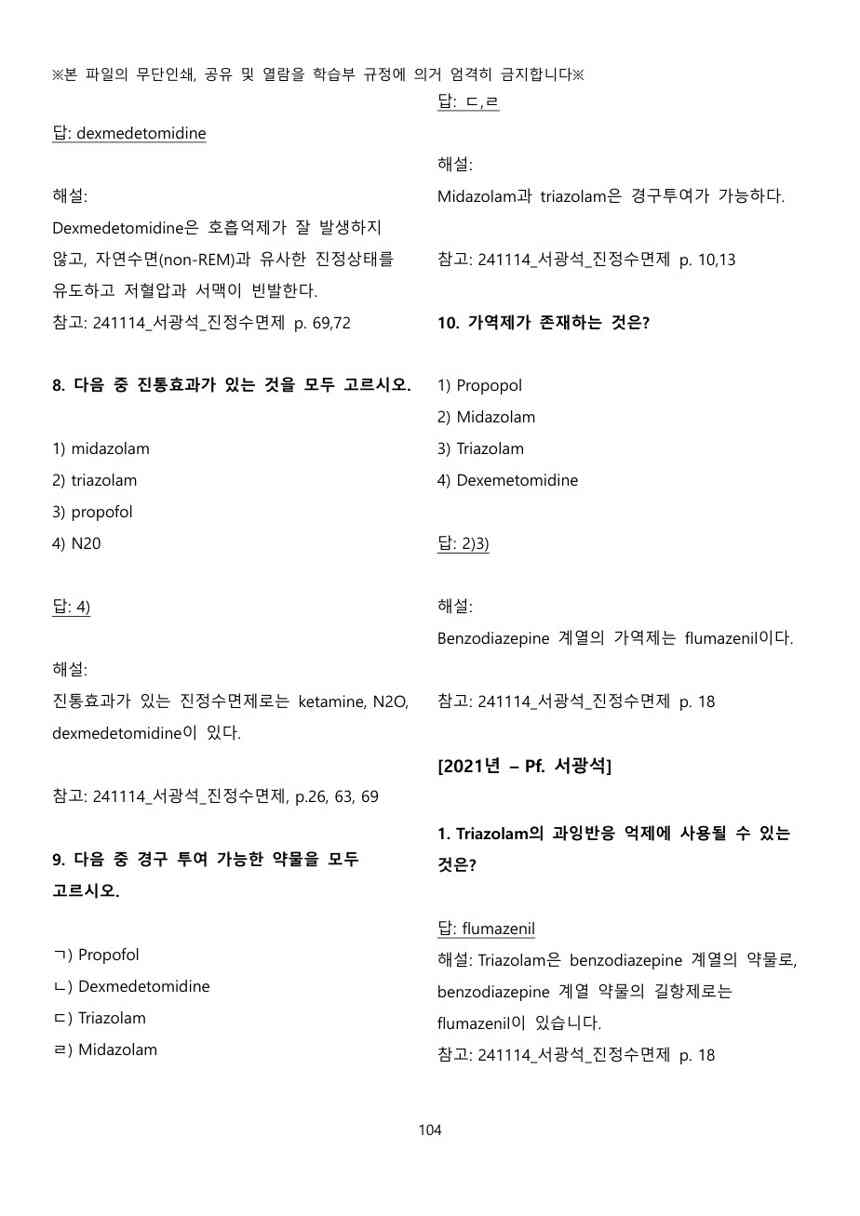 ※본 파일의 무단인쇄, 공유 및 열람을 학습부 규정에 의거 엄격히 금지합니다※
답: dexmedetomidine
해설:
Dexmedetomidine은 호흡억제가 잘 발생하지
않고, 자연수면(non-REM)과 유사한 진정상태를
유도하고 저혈압과 서맥이 빈발한다.
참고: 241114_서광석_진정수면제 p. 69,72
8. 다음 중 진통효과가 있는 것을 모두 고르시오.
1) midazolam
2) triazolam
3) propofol
4) N20
답: 4)
해설:
진통효과가 있는 진정수면제로는 ketamine, N2O,
dexmedetomidine이 있다.
참고: 241114_서광석_진정수면제, p.26, 63, 69
9. 다음 중 경구 투여 가능한 약물을 모두
고르시오.
ㄱ) Propofol
ㄴ) Dexmedetomidine
ㄷ) Triazolam
ㄹ) Midazolam
답: ㄷ,ㄹ
해설:
Midazolam과 triazolam은 경구투여가 가능하다.
참고: 241114_서광석_진정수면제 p. 10,13
10. 가역제가 존재하는 것은?
1) Propopol
2) Midazolam
3) Triazolam
4) Dexemetomidine
답: 2)3)
해설:
Benzodiazepine 계열의 가역제는 flumazenil이다.
참고: 241114_서광석_진정수면제 p. 18
[2021년 – Pf. 서광석]
1. Triazolam의 과잉반응 억제에 사용될 수 있는
것은?
답: flumazenil
해설: Triazolam은 benzodiazepine 계열의 약물로,
benzodiazepine 계열 약물의 길항제로는
flumazenil이 있습니다.
참고: 241114_서광석_진정수면제 p. 18
104